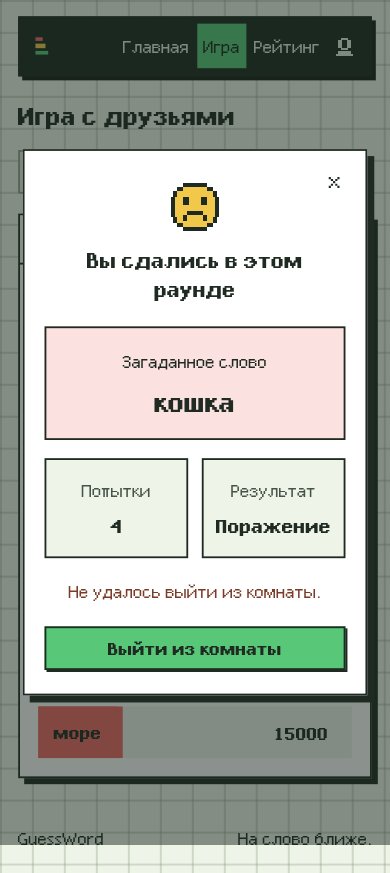 Главная Игра Рейтинг
Игра с друзьями
×
Вы сдались в этом
раунде
Загаданное слово
кошка
Попытки Результат
4 Поражение
Не удалось выйти из комнаты.
Выйти из комнаты
море 15000
GuessWord На слово ближе.